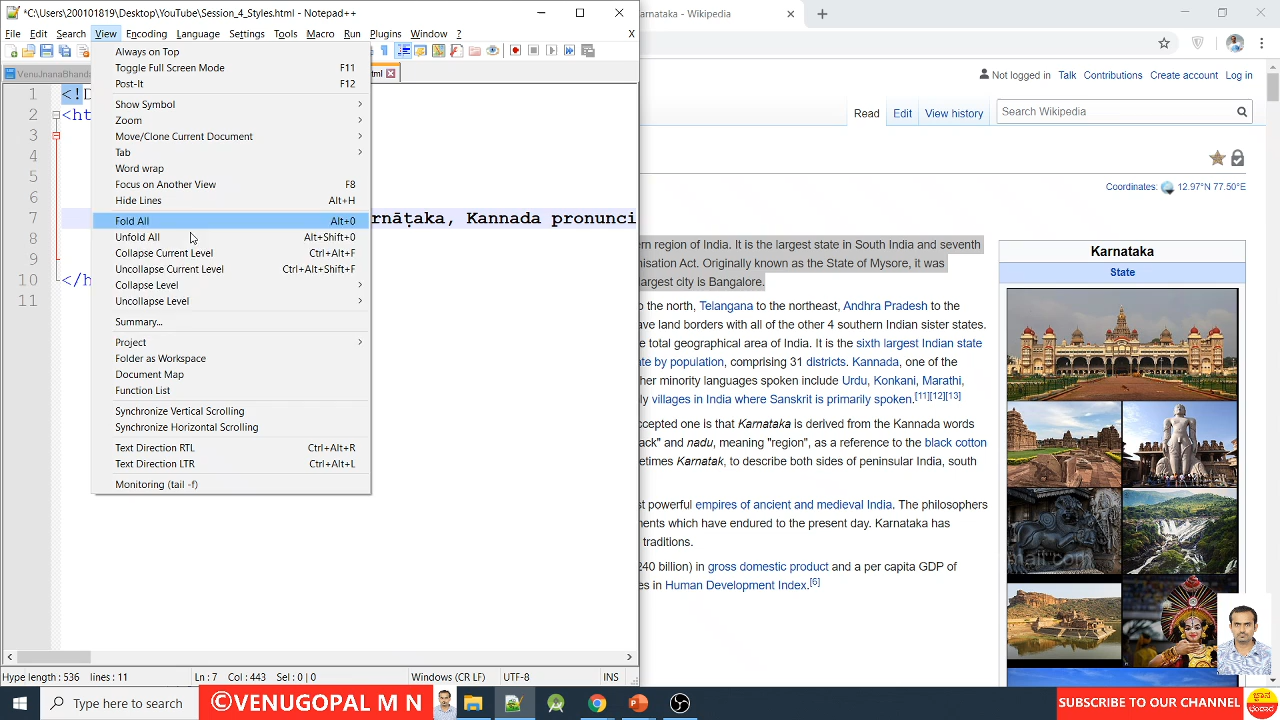 *C:\Users\200101819\Desktop\YouTube\Session_4_Styles.html - Notepad++
arnataka - Wikipedia
File Edit Search View Encoding Language Settings Tools Macro Run Plugins Window ? X
VenuJnanaBhanda
tml
Always on Top
Toggle Full Screen Mode F11
Post-It F12
Show Symbol
Zoom
Move/Clone Current Document
Tab
Word wrap
Focus on Another View F8
Hide Lines Alt+H
Fold All Alt+0
Unfold All Alt+Shift+0
Collapse Current Level Ctrl+Alt+F
Uncollapse Current Level Ctrl+Alt+Shift+F
Collapse Level
Uncollapse Level
Summary...
Project
Folder as Workspace
Document Map
Function List
Synchronize Vertical Scrolling
Synchronize Horizontal Scrolling
Text Direction RTL Ctrl+Alt+R
Text Direction LTR Ctrl+Alt+L
Monitoring (tail -f)
1 <!D
2 <ht
3
4
5
6
7 rnāṭaka, Kannada pronunci
8
9
10 </h
11
Hype length: 536 lines: 11 Ln: 7 Col: 443 Sel: 0 | 0 Windows (CR LF) UTF-8 INS
Not logged in Talk Contributions Create account Log in
Read Edit View history Search Wikipedia
Coordinates: 12.97°N 77.50°E
rn region of India. It is the largest state in South India and seventh
nisation Act. Originally known as the State of Mysore, it was
argest city is Bangalore.
o the north, Telangana to the northeast, Andhra Pradesh to the
ave land borders with all of the other 4 southern Indian sister states.
e total geographical area of India. It is the sixth largest Indian state
te by population, comprising 31 districts. Kannada, one of the
her minority languages spoken include Urdu, Konkani, Marathi,
ly villages in India where Sanskrit is primarily spoken.[11][12][13]
ccepted one is that Karnataka is derived from the Kannada words
ack" and nadu, meaning "region", as a reference to the black cotton
etimes Karnatak, to describe both sides of peninsular India, south
st powerful empires of ancient and medieval India. The philosophers
ments which have endured to the present day. Karnataka has
traditions.
240 billion) in gross domestic product and a per capita GDP of
es in Human Development Index.[6]
Karnataka
State
Type here to search
©VENUGOPAL M N
SUBSCRIBE TO OUR CHANNEL
ಜ್ಞಾನ
ಭಂಡಾರ